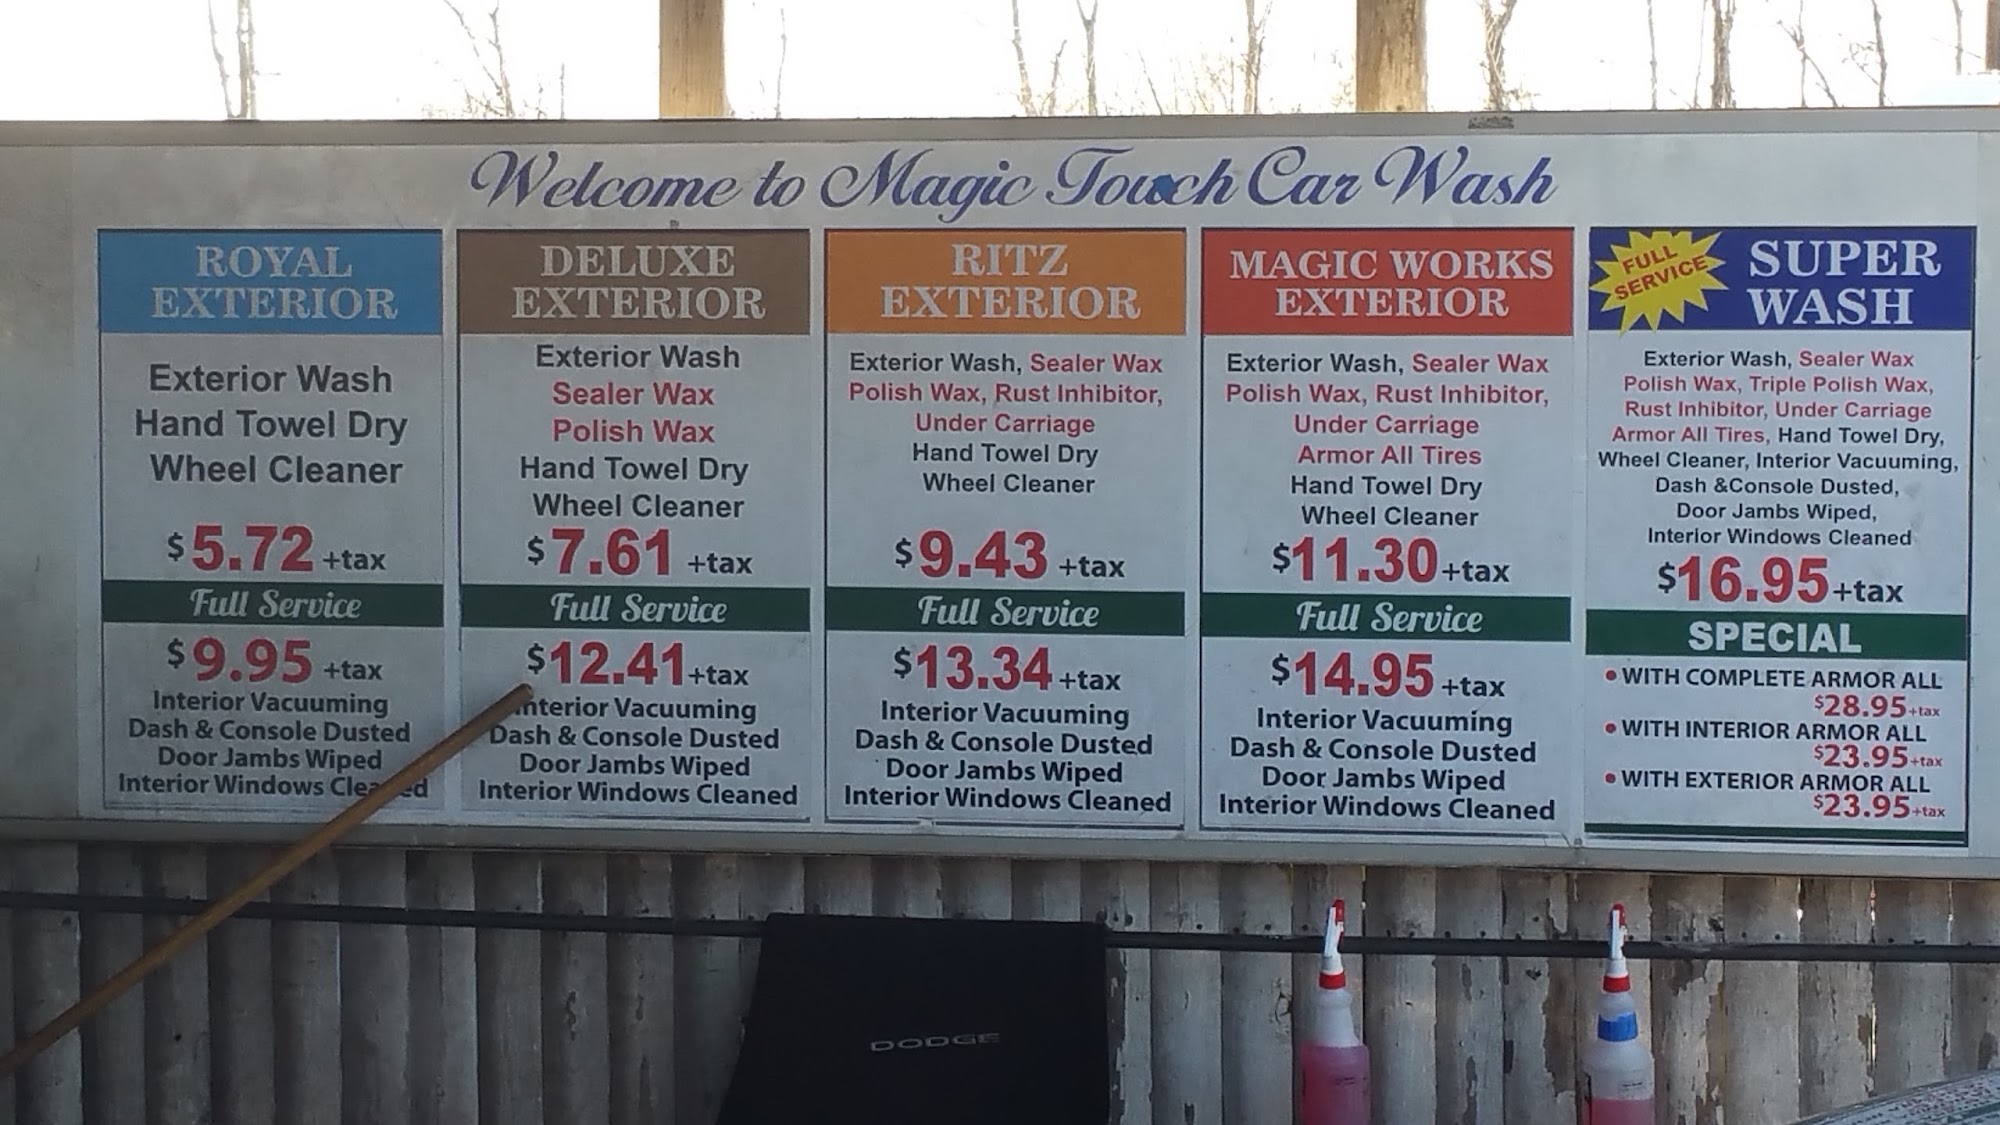 Welcome to Magic Touch Car Wash
ROYAL
EXTERIOR
Exterior Wash
Hand Towel Dry
Wheel Cleaner
$5.72 +tax
Full Service
$9.95 +tax
Interior Vacuuming
Dash & Console Dusted
Door Jambs Wiped
Interior Windows Cleaned
DELUXE
EXTERIOR
Exterior Wash
Sealer Wax
Polish Wax
Hand Towel Dry
Wheel Cleaner
$7.61 +tax
Full Service
$12.41 +tax
Interior Vacuuming
Dash & Console Dusted
Door Jambs Wiped
Interior Windows Cleaned
RITZ
EXTERIOR
Exterior Wash, Sealer Wax
Polish Wax, Rust Inhibitor,
Under Carriage
Hand Towel Dry
Wheel Cleaner
$9.43 +tax
Full Service
$13.34 +tax
Interior Vacuuming
Dash & Console Dusted
Door Jambs Wiped
Interior Windows Cleaned
MAGIC WORKS
EXTERIOR
Exterior Wash, Sealer Wax
Polish Wax, Rust Inhibitor,
Under Carriage
Armor All Tires
Hand Towel Dry
Wheel Cleaner
$11.30 +tax
Full Service
$14.95 +tax
Interior Vacuuming
Dash & Console Dusted
Door Jambs Wiped
Interior Windows Cleaned
FULL
SERVICE
SUPER
WASH
Exterior Wash, Sealer Wax
Polish Wax, Triple Polish Wax,
Rust Inhibitor, Under Carriage
Armor All Tires, Hand Towel Dry,
Wheel Cleaner, Interior Vacuuming,
Dash &Console Dusted,
Door Jambs Wiped,
Interior Windows Cleaned
$16.95 +tax
SPECIAL
• WITH COMPLETE ARMOR ALL
$28.95 +tax
• WITH INTERIOR ARMOR ALL
$23.95 +tax
• WITH EXTERIOR ARMOR ALL
$23.95 +tax
DODGE